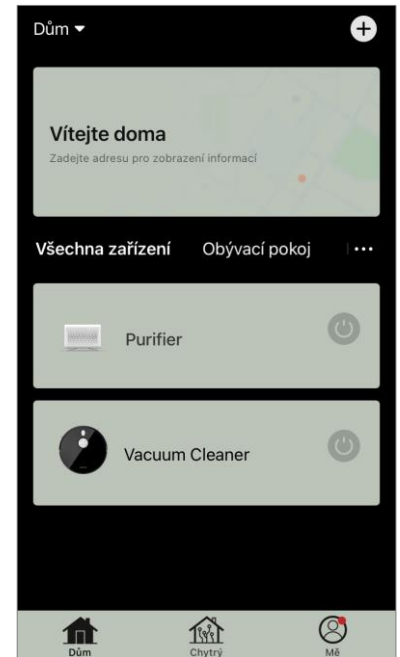 Dům
Vítejte doma
Zadejte adresu pro zobrazení informací
Všechna zařízení Obývací pokoj
Purifier
Vacuum Cleaner
Dům Chytrý Mě